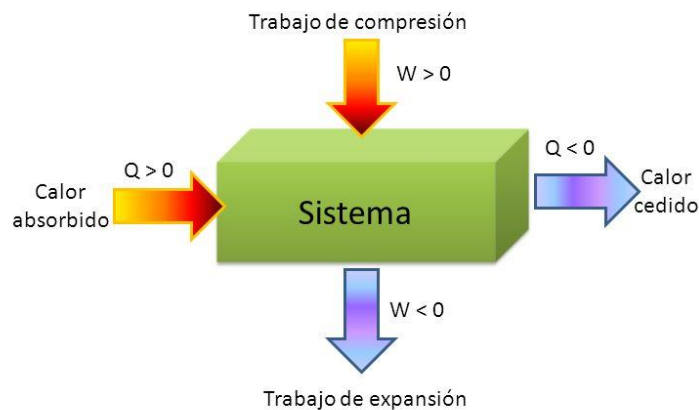 Trabajo de compresión
W > 0
Q > 0
Q < 0
Calor
absorbido
Sistema
Calor
cedido
W < 0
Trabajo de expansión